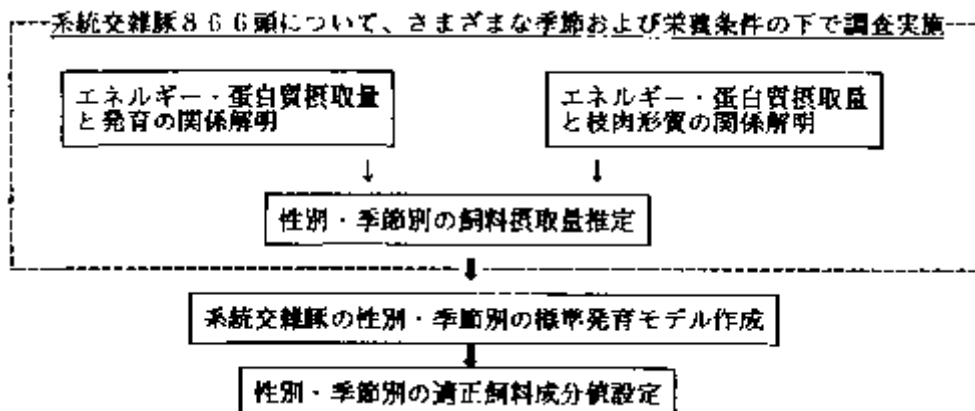 系統交雑豚866頭について、さまざまな季節および栄養条件の下で調査実施
エネルギー・蛋白質摂取量
と発育の関係解明
エネルギー・蛋白質摂取量
と枝肉形質の関係解明
↓ ↓
性別・季節別の飼料摂取量推定
系統交雑豚の性別・季節別の標準発育モデル作成
性別・季節別の適正飼料成分値設定